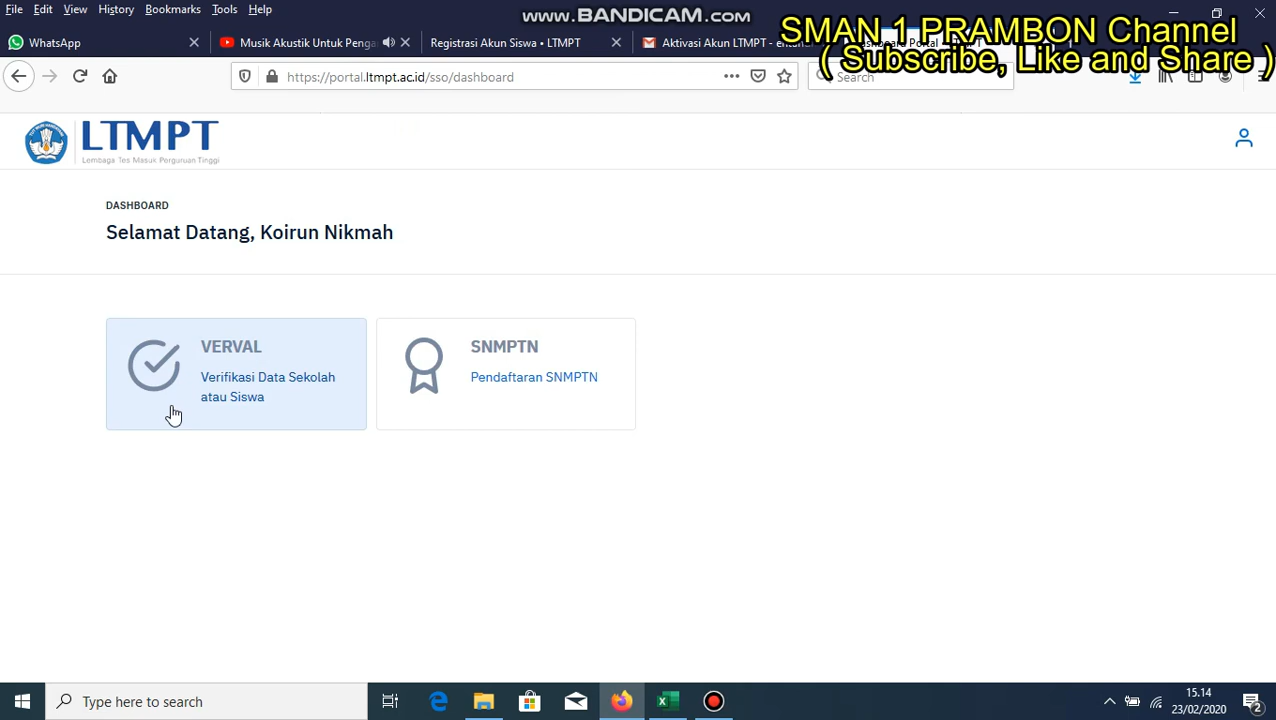 File Edit View History Bookmarks Tools Help
www.BANDICAM.com
SMAN 1 PRAMBON Channel
( Subscribe, Like and Share )
WhatsApp
Musik Akustik Untuk Penga
Registrasi Akun Siswa • LTMPT
Aktivasi Akun LTMPT -
Portal
https://portal.ltmpt.ac.id/sso/dashboard
Search
LTMPT
Lembaga Tes Masuk Perguruan Tinggi
DASHBOARD
Selamat Datang, Koirun Nikmah
VERVAL
Verifikasi Data Sekolah
atau Siswa
SNMPTN
Pendaftaran SNMPTN
Type here to search
15.14
23/02/2020
2